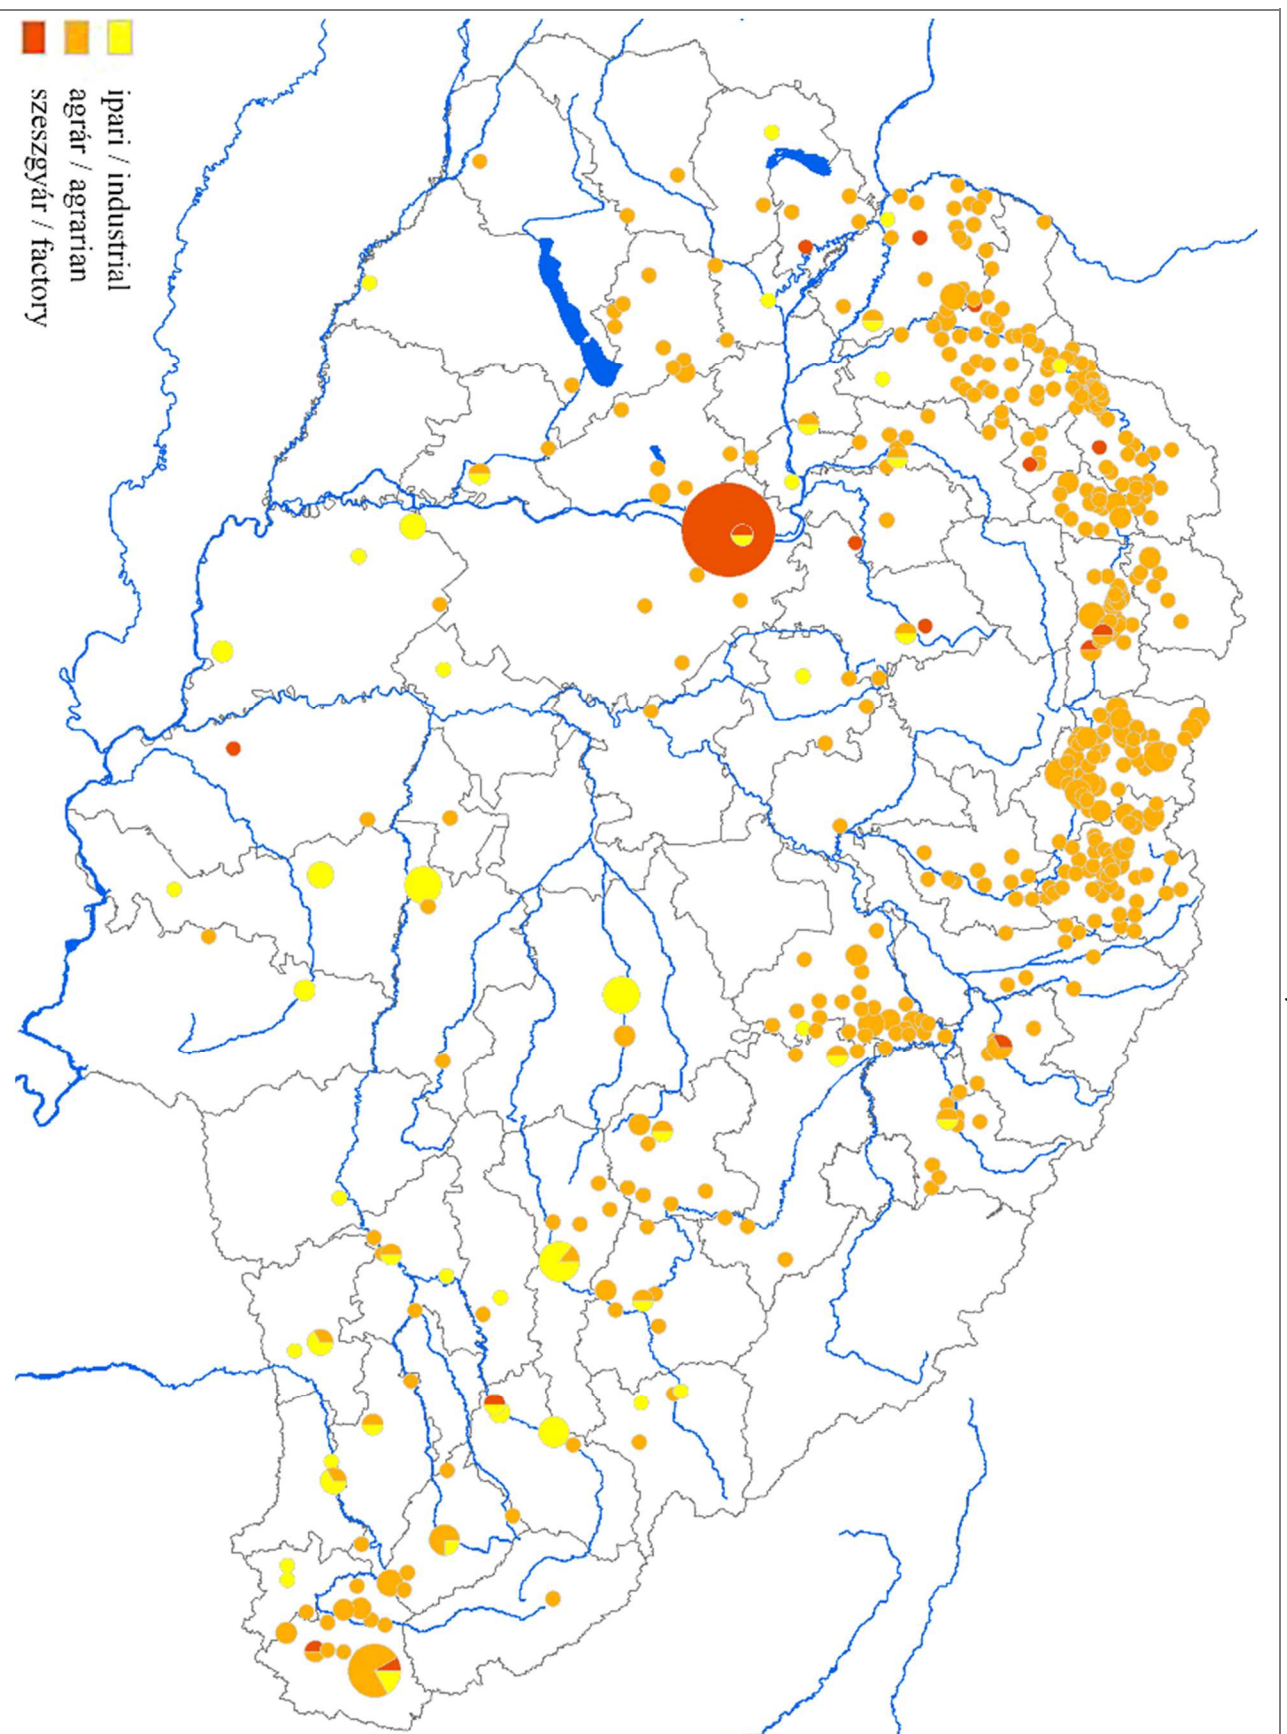 ipari / industrial
agrár / agrarian
szeszgyár / factory